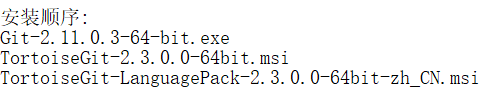 安装顺序:
Git-2.11.0.3-64-bit.exe
TortoiseGit-2.3.0.0-64bit.msi
TortoiseGit-LanguagePack-2.3.0.0-64bit-zh_CN.msi